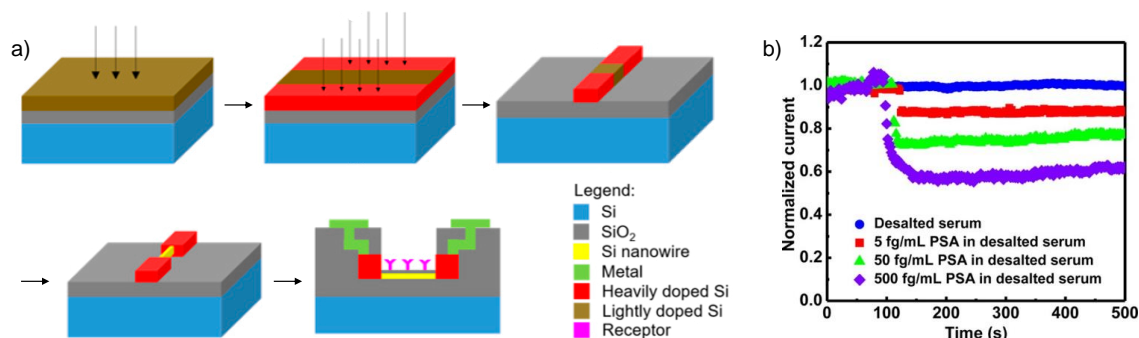 a)
Legend:
Si
SiO₂
Si nanowire
Metal
Heavily doped Si
Lightly doped Si
Receptor
b)
Normalized current
1.2
1.0
0.8
0.6
0.4
0.2
0.0
Desalted serum
5 fg/mL PSA in desalted serum
50 fg/mL PSA in desalted serum
500 fg/mL PSA in desalted serum
0 100 200 300 400 500
Time (s)